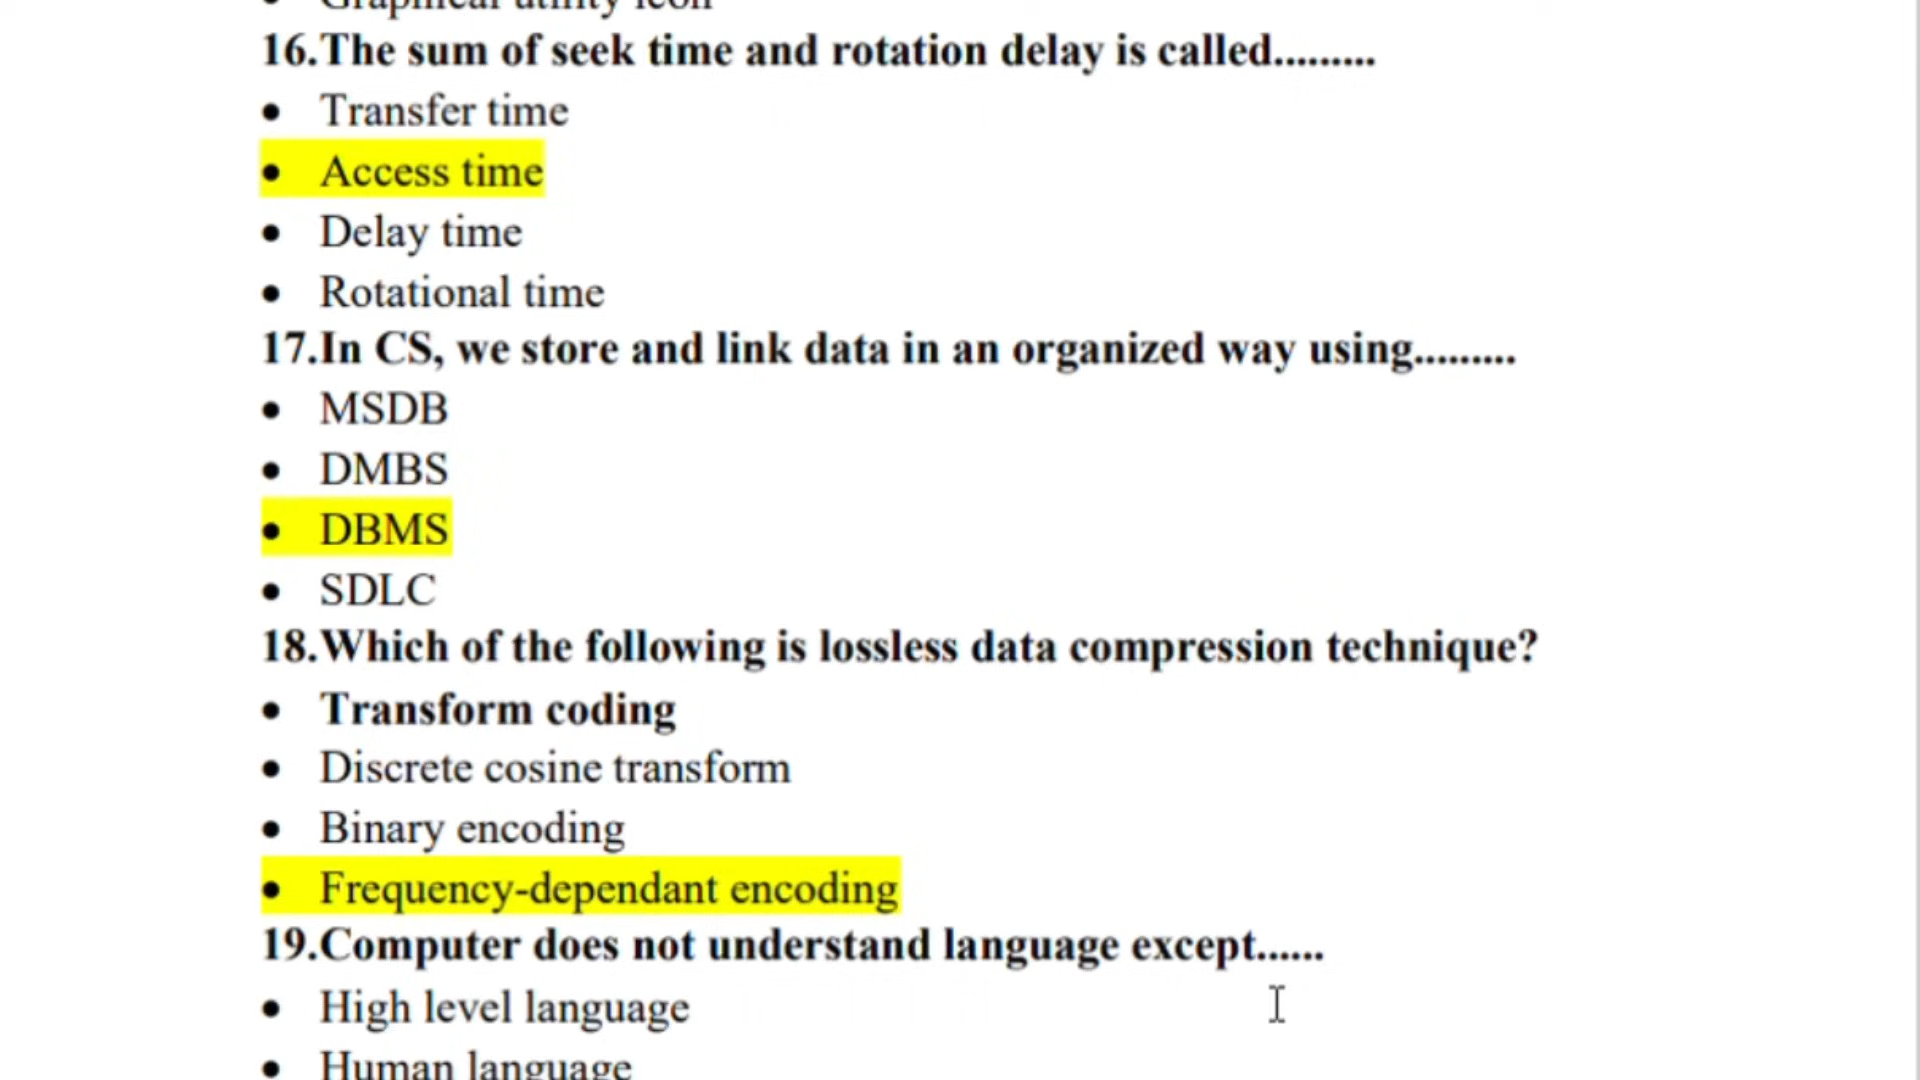 • Graphical utility icon
16.The sum of seek time and rotation delay is called.........
• Transfer time
• Access time
• Delay time
• Rotational time
17.In CS, we store and link data in an organized way using.........
• MSDB
• DMBS
• DBMS
• SDLC
18.Which of the following is lossless data compression technique?
• Transform coding
• Discrete cosine transform
• Binary encoding
• Frequency-dependant encoding
19.Computer does not understand language except......
• High level language
• Human language